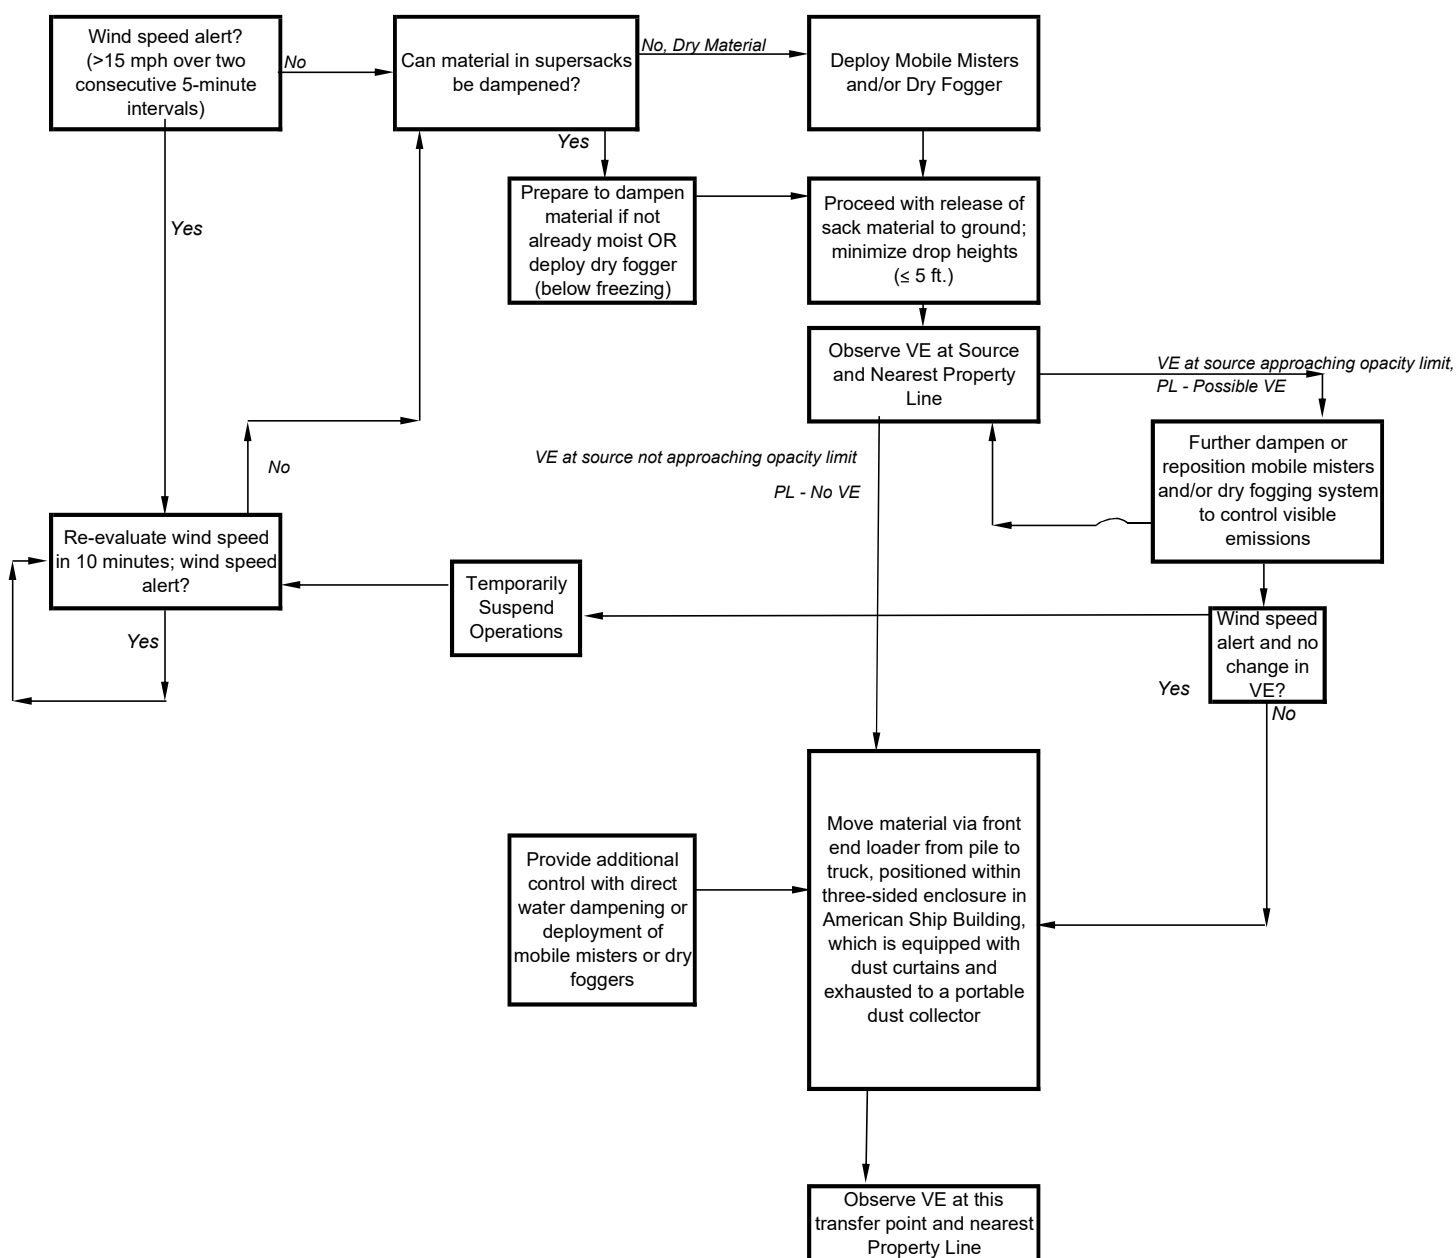 Wind speed alert?
(>15 mph over two
consecutive 5-minute
intervals)
No
Can material in supersacks
be dampened?
No, Dry Material
Deploy Mobile Misters
and/or Dry Fogger
Yes
Yes
Prepare to dampen
material if not
already moist OR
deploy dry fogger
(below freezing)
Proceed with release of
sack material to ground;
minimize drop heights
(≤ 5 ft.)
Observe VE at Source
and Nearest Property
Line
VE at source approaching opacity limit,
PL - Possible VE
VE at source not approaching opacity limit
PL - No VE
Further dampen or
reposition mobile misters
and/or dry fogging system
to control visible
emissions
No
Re-evaluate wind speed
in 10 minutes; wind speed
alert?
Yes
Temporarily
Suspend
Operations
Wind speed
alert and no
change in
VE?
Yes
No
Provide additional
control with direct
water dampening or
deployment of
mobile misters or dry
foggers
Move material via front
end loader from pile to
truck, positioned within
three-sided enclosure in
American Ship Building,
which is equipped with
dust curtains and
exhausted to a portable
dust collector
Observe VE at this
transfer point and nearest
Property Line